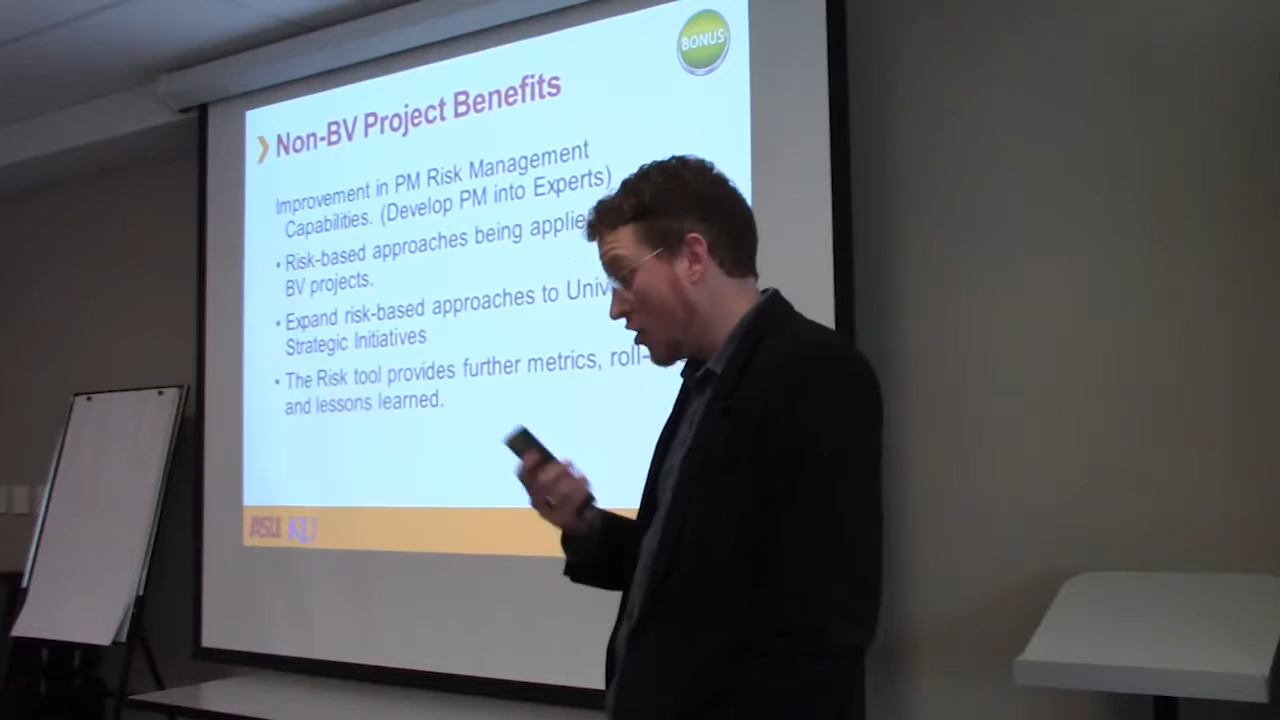 BONUS
Non-BV Project Benefits
Improvement in PM Risk Management
Capabilities. (Develop PM into Experts)
• Risk-based approaches being applie
BV projects.
• Expand risk-based approaches to Univ
Strategic Initiatives
• The Risk tool provides further metrics, roll-
and lessons learned.
ASU KU